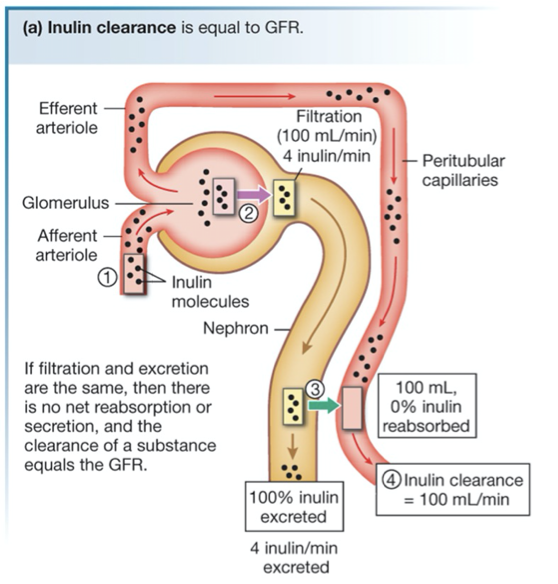 (a) Inulin clearance is equal to GFR.
Efferent
arteriole
Filtration
(100 mL/min)
4 inulin/min
Peritubular
capillaries
Glomerulus
2
Afferent
arteriole
1
Inulin
molecules
Nephron
If filtration and excretion
are the same, then there
is no net reabsorption or
secretion, and the
clearance of a substance
equals the GFR.
3
100 mL,
0% inulin
reabsorbed
4 Inulin clearance
= 100 mL/min
100% inulin
excreted
4 inulin/min
excreted